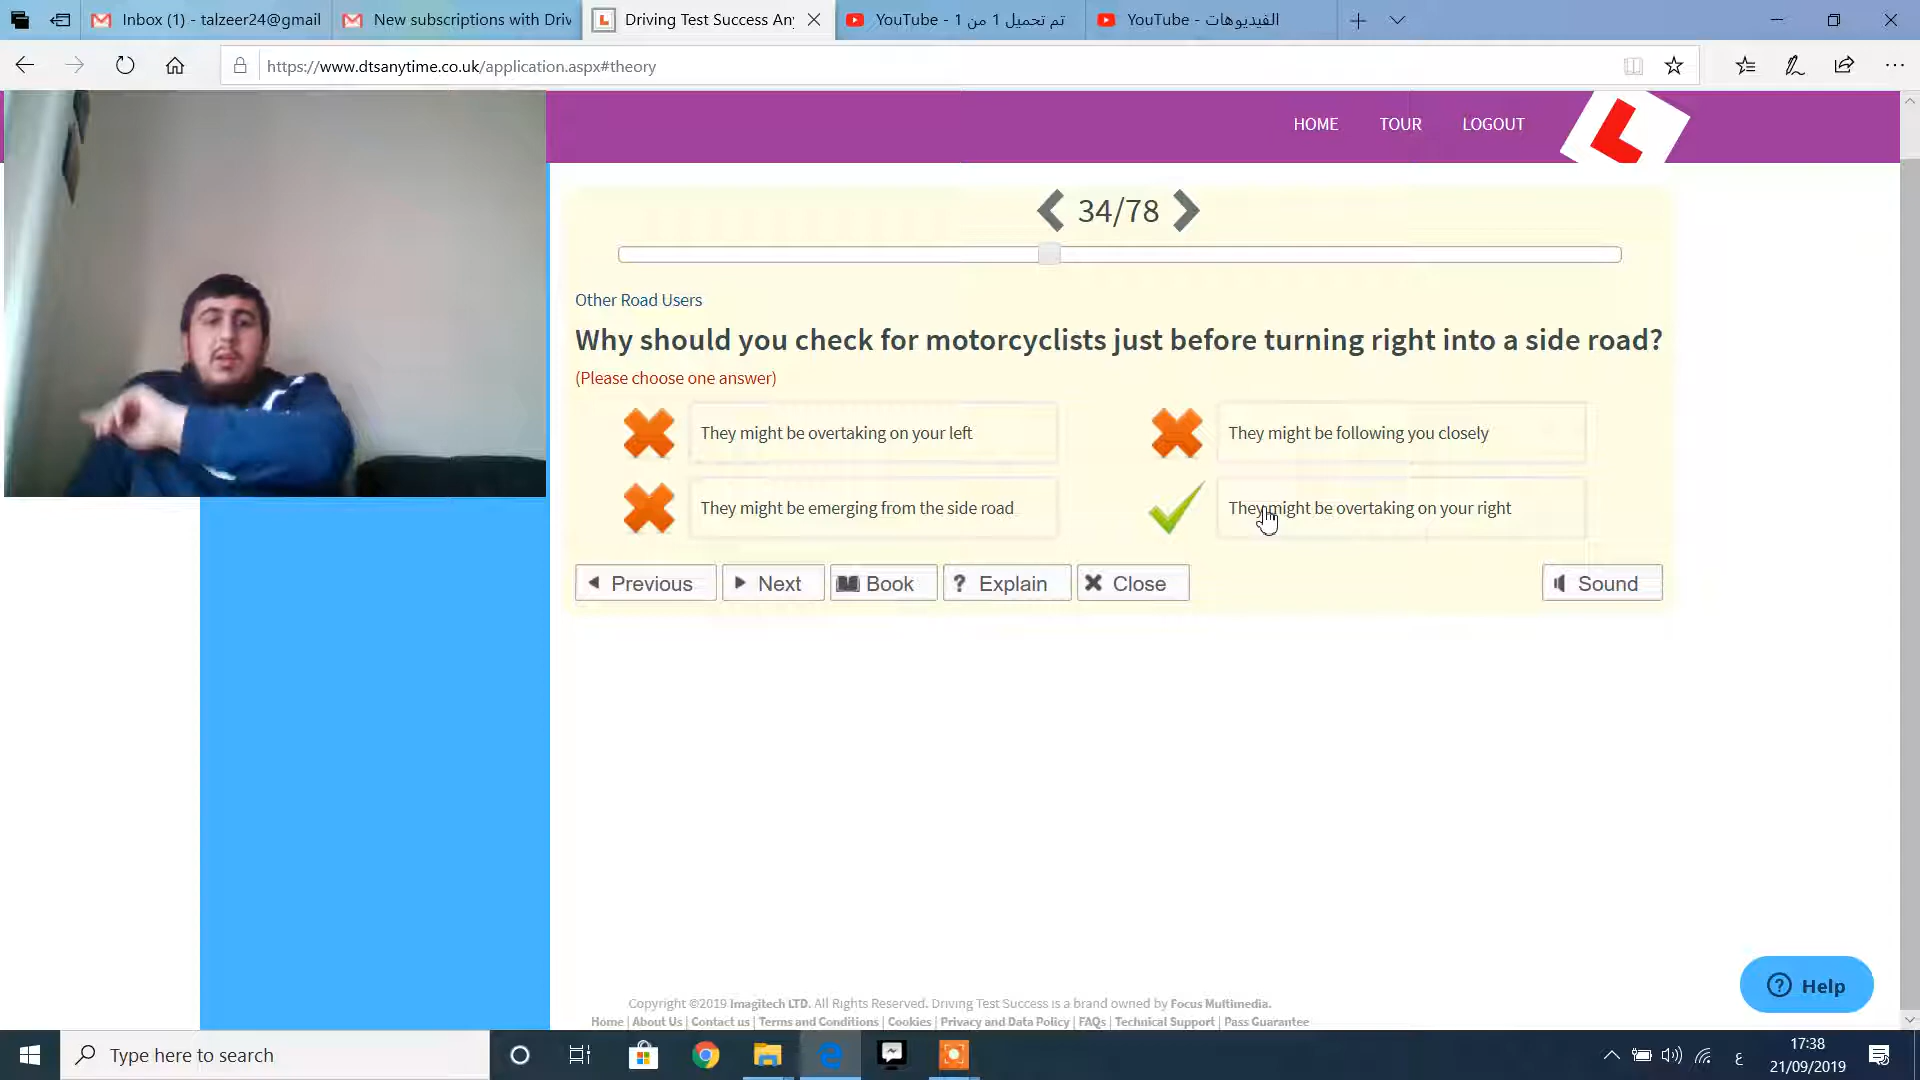 Inbox (1) - talzeer24@gmail
New subscriptions with Driv
Driving Test Success An
YouTube - تم تحميل 1 من 1
YouTube - الفيديوهات
https://www.dtsanytime.co.uk/application.aspx#theory
HOME
TOUR
LOGOUT
34/78
Other Road Users
Why should you check for motorcyclists just before turning right into a side road?
(Please choose one answer)
They might be overtaking on your left
They might be following you closely
They might be emerging from the side road
They might be overtaking on your right
Previous
Next
Book
? Explain
Close
Sound
? Help
Copyright ©2019 Imagitech LTD. All Rights Reserved. Driving Test Success is a brand owned by Focus Multimedia.
Home | About Us | Contact us | Terms and Conditions | Cookies | Privacy and Data Policy | FAQs | Technical Support | Pass Guarantee
Type here to search
ع
17:38
21/09/2019